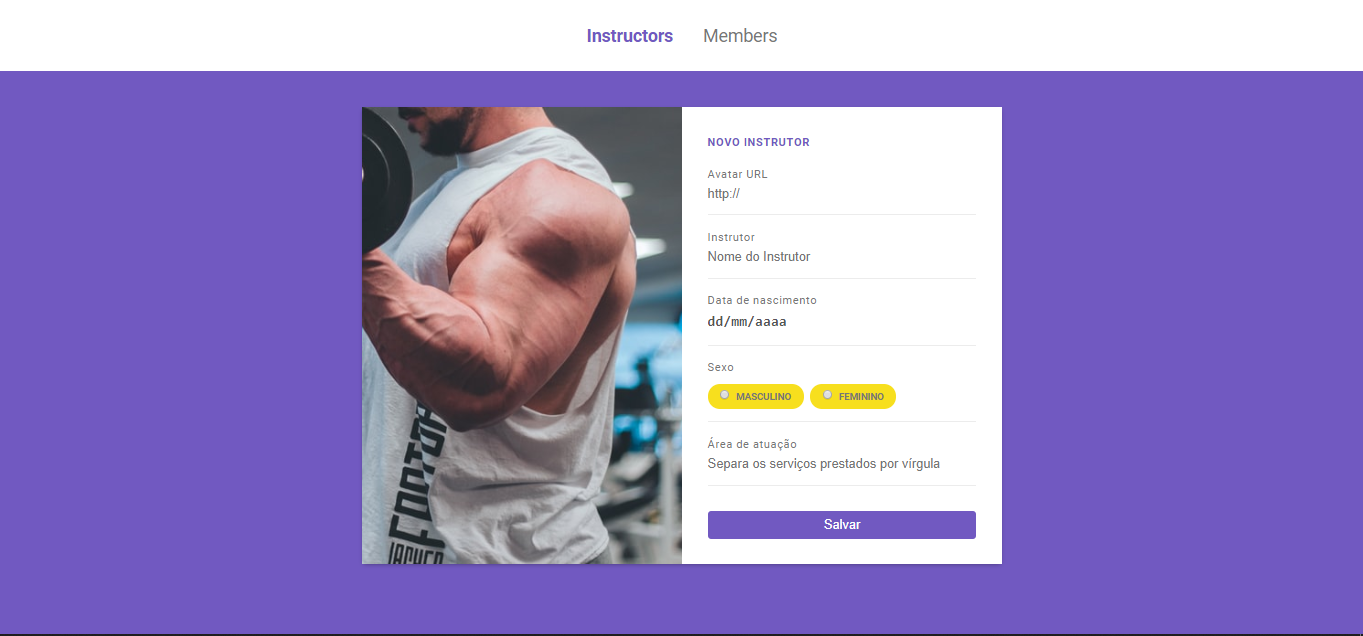 Instructors Members
NOVO INSTRUTOR
Avatar URL
http://
Instrutor
Nome do Instrutor
Data de nascimento
dd/mm/aaaa
Sexo
MASCULINO FEMININO
Área de atuação
Separa os serviços prestados por vírgula
Salvar